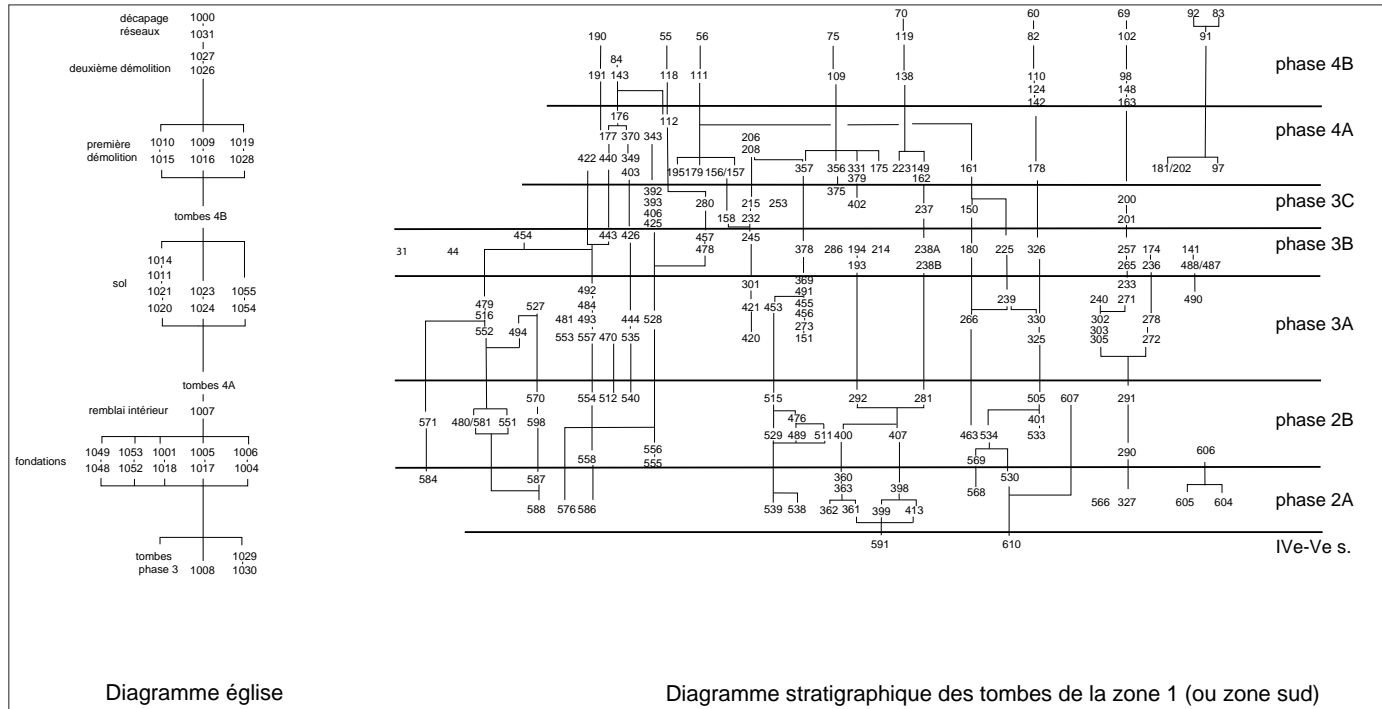 décapage 1000
réseaux
1031
1027
deuxième démolition 1026
1010 1009 1019
première
démolition
1015 1016 1028
tombes 4B
1014
1011
sol
1021 1023 1055
1020 1024 1054
tombes 4A
remblai intérieur 1007
1049 1053 1001 1005 1006
fondations
1048 1052 1018 1017 1004
tombes 1029
phase 3 1008 1030
Diagramme église
70 60 69 92 83
190 55 56 75 119 82 102 91
84
191 143 118 111 109 138 110 98
phase 4B
124 148
142 163
176 112
177 370 343 206
phase 4A
208
422 440 349
403
195 179 156/157 357 356 331 175 223 149 161 178 181/202 97
379 162
392 375
393 280 215 253 402 237 150 200
phase 3C
406
425 158 232 201
454 443 426 457 245
31 44 478 378 286 194 214 238A 180 225 326 257 174 141
phase 3B
193 238B 265 236 488/487
492 301 369 233
479 527 484 491 239 240 271 490
516 481 493 444 528 421 453 455 266 330 302 278
phase 3A
552 494 456 303
553 557 470 535 420 273 325 305 272
151
570 554 512 540 515 292 281 505 607 291
571 480/581 551 598 476 401
phase 2B
529 489 511 400 407 463 534 533
558 556 569 290 606
555
584 587 360 568 530
363 398
588 576 586 539 538 362 361 399 413 566 327 605 604
phase 2A
591 610
IVe-Ve s.
Diagramme stratigraphique des tombes de la zone 1 (ou zone sud)